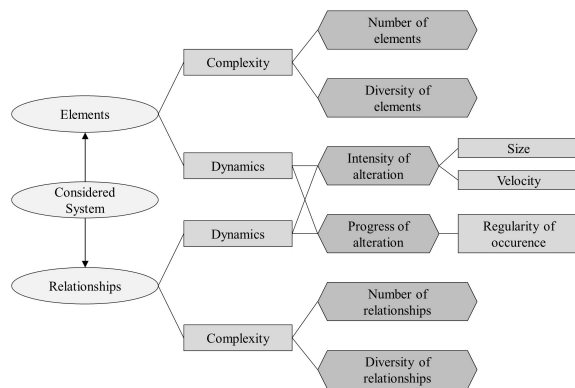 Number of
elements
Complexity
Diversity of
elements
Elements
Dynamics
Intensity of
alteration
Size
Velocity
Considered
System
Dynamics
Progress of
alteration
Regularity of
occurence
Relationships
Number of
relationships
Complexity
Diversity of
relationships